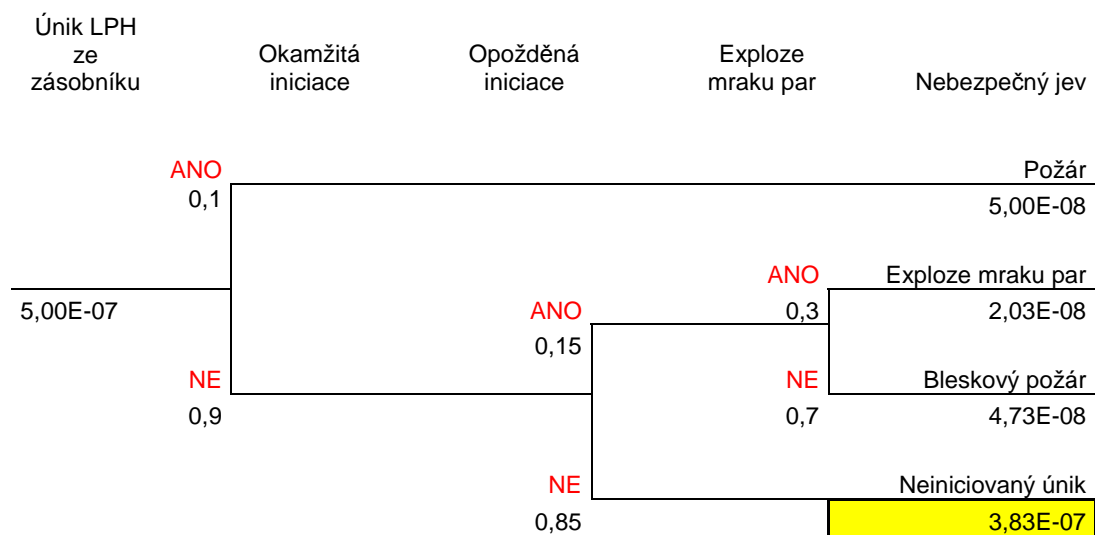 Únik LPH
ze
zásobníku
Okamžitá
iniciace
Opožděná
iniciace
Exploze
mraku par
Nebezpečný jev
ANO
0,1
Požár
5,00E-08
5,00E-07
ANO
0,3
Exploze mraku par
2,03E-08
ANO
0,15
NE
0,9
NE
0,7
Bleskový požár
4,73E-08
NE
0,85
Neiniciovaný únik
3,83E-07